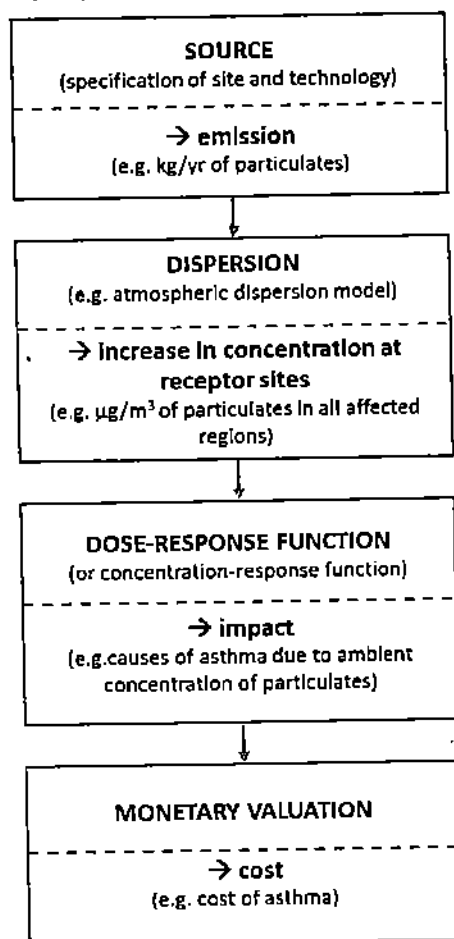 SOURCE
(specification of site and technology)
→ emission
(e.g. kg/yr of particulates)
DISPERSION
(e.g. atmospheric dispersion model)
→ increase in concentration at
receptor sites
(e.g. µg/m³ of particulates in all affected
regions)
DOSE-RESPONSE FUNCTION
(or concentration-response function)
→ impact
(e.g.causes of asthma due to ambient
concentration of particulates)
MONETARY VALUATION
→ cost
(e.g. cost of asthma)